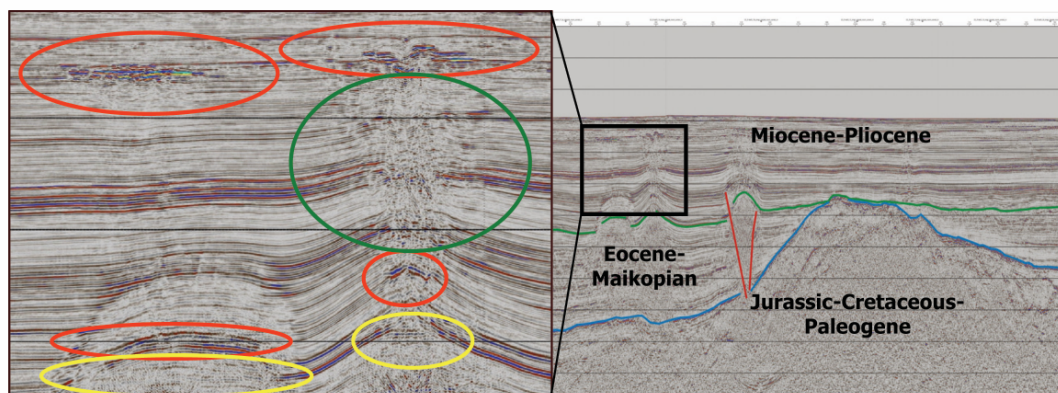 Miocene-Pliocene
Eocene-
Maikopian
Jurassic-Cretaceous-
Paleogene